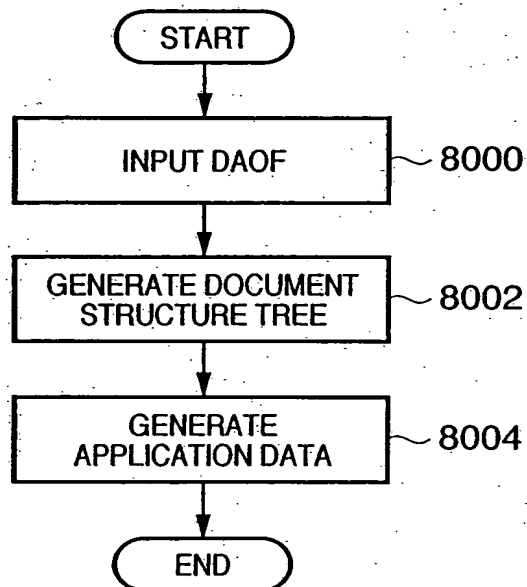 START
INPUT DAOF
8000
GENERATE DOCUMENT
STRUCTURE TREE
8002
GENERATE
APPLICATION DATA
8004
END